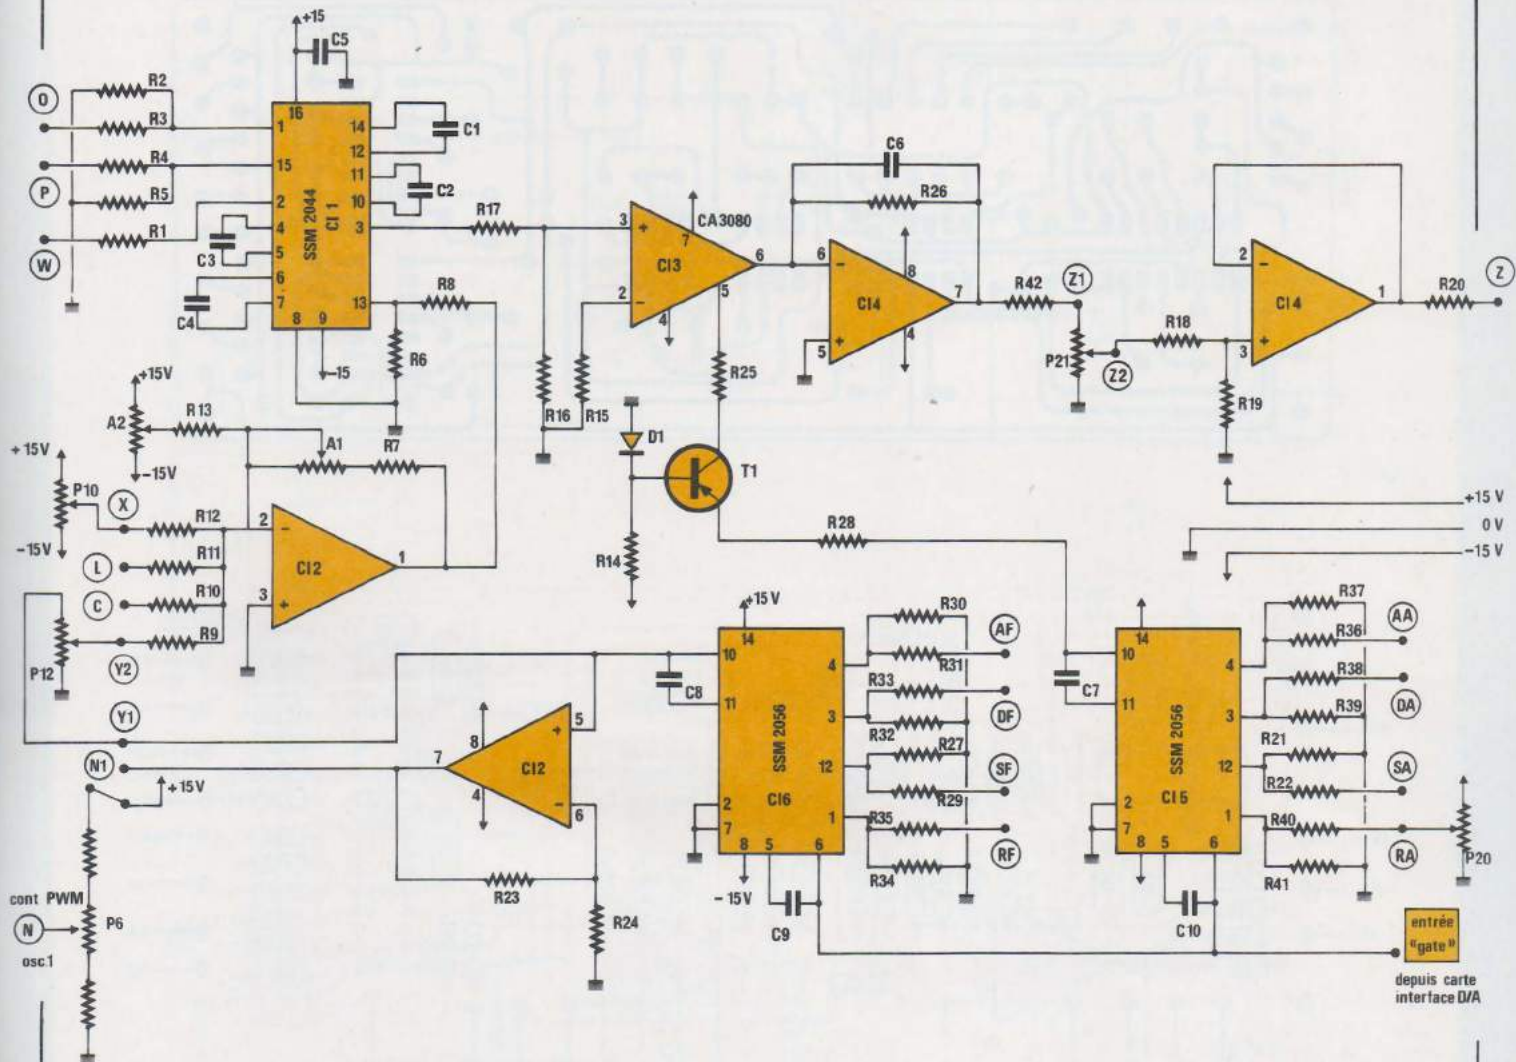 +15
C5
O
R2
R3
R4
P
R5
R1
W
16
1
15
2
4
5
6
7
8
9
14
12
11
10
3
13
SSM 2044
CI 1
C1
C2
C3
C4
-15
R17
R8
R6
3
2
+
-
7
CA3080
CI3
6
5
4
C6
R26
6
-
8
CI4
7
5
+
4
R42
Z1
P21
Z2
R18
R19
2
-
CI4
1
3
+
R20
Z
+15V
A2
R13
-15V
A1
R7
+15V
P10
X
-15V
R12
L
R11
C
R10
R9
P12
Y2
Y1
2
-
CI2
1
3
+
R16
R15
R25
D1
T1
R14
R28
+15 V
0 V
-15 V
N1
+15V
cont PWM
N
P6
osc.1
7
8
CI2
5
+
4
-
6
R23
R24
C8
+15V
14
10
11
SSM 2056
CI6
2
7
8
5
6
4
3
12
1
-15V
C9
R30
R31
AF
R33
R32
DF
R27
SF
R29
R35
RF
R34
C7
14
10
11
SSM 2056
CI5
2
7
8
5
6
4
3
12
1
C10
R37
AA
R36
R38
R39
DA
R21
R22
SA
R40
RA
R41
P20
entrée
«gate»
depuis carte
interface D/A